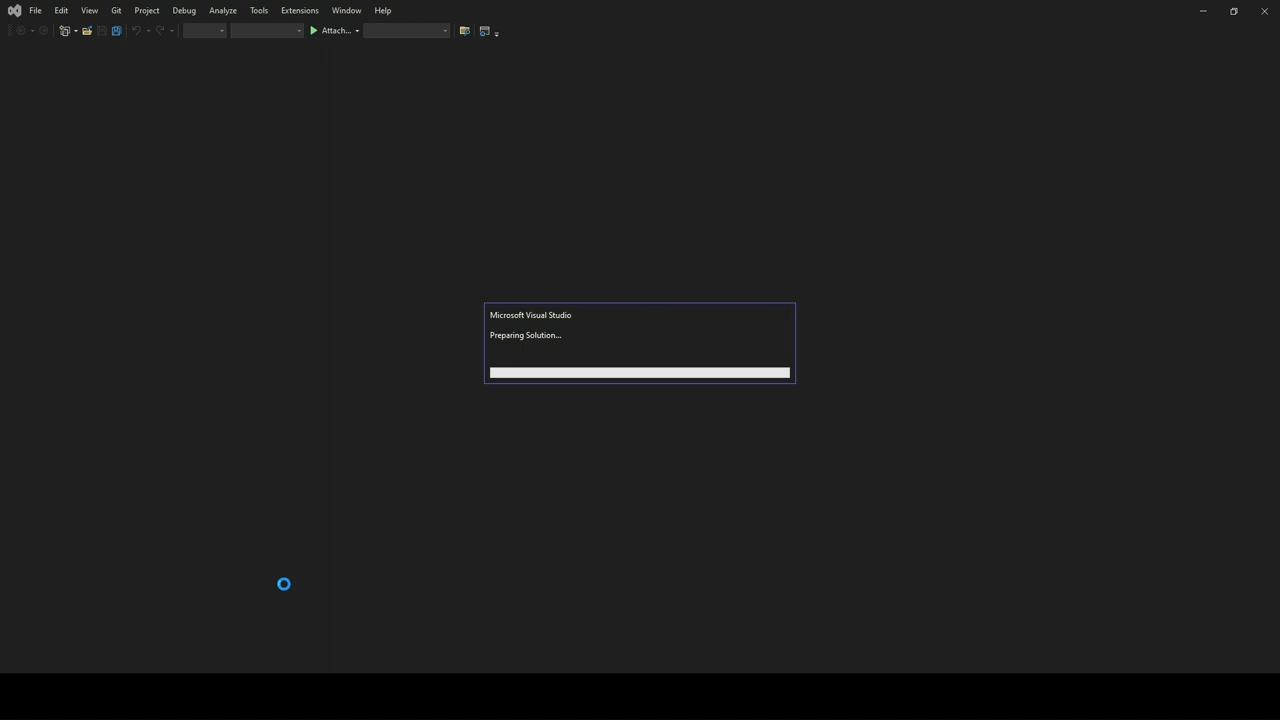 File Edit View Git Project Debug Analyze Tools Extensions Window Help
Attach...
Microsoft Visual Studio
Preparing Solution...